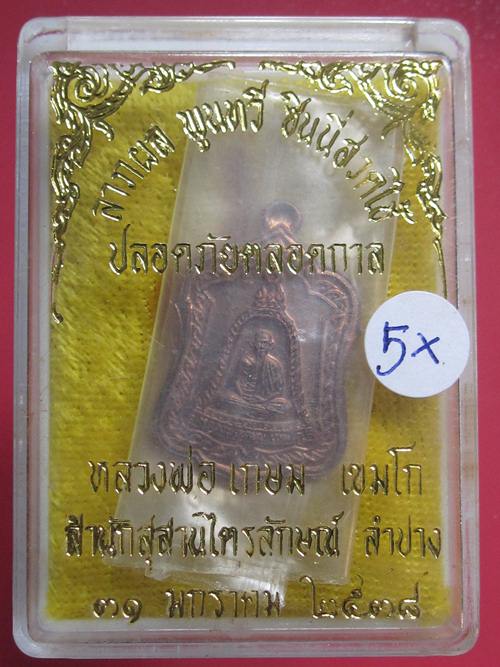 ลาภผล พูนทวี
ปลอดภัยตลอดกาล
5x
หลวงพ่อ เกษม เขมโก
สำนักสุสานไตรลักษณ์ ลำปาง
๓๑ มกราคม ๒๕๓๘